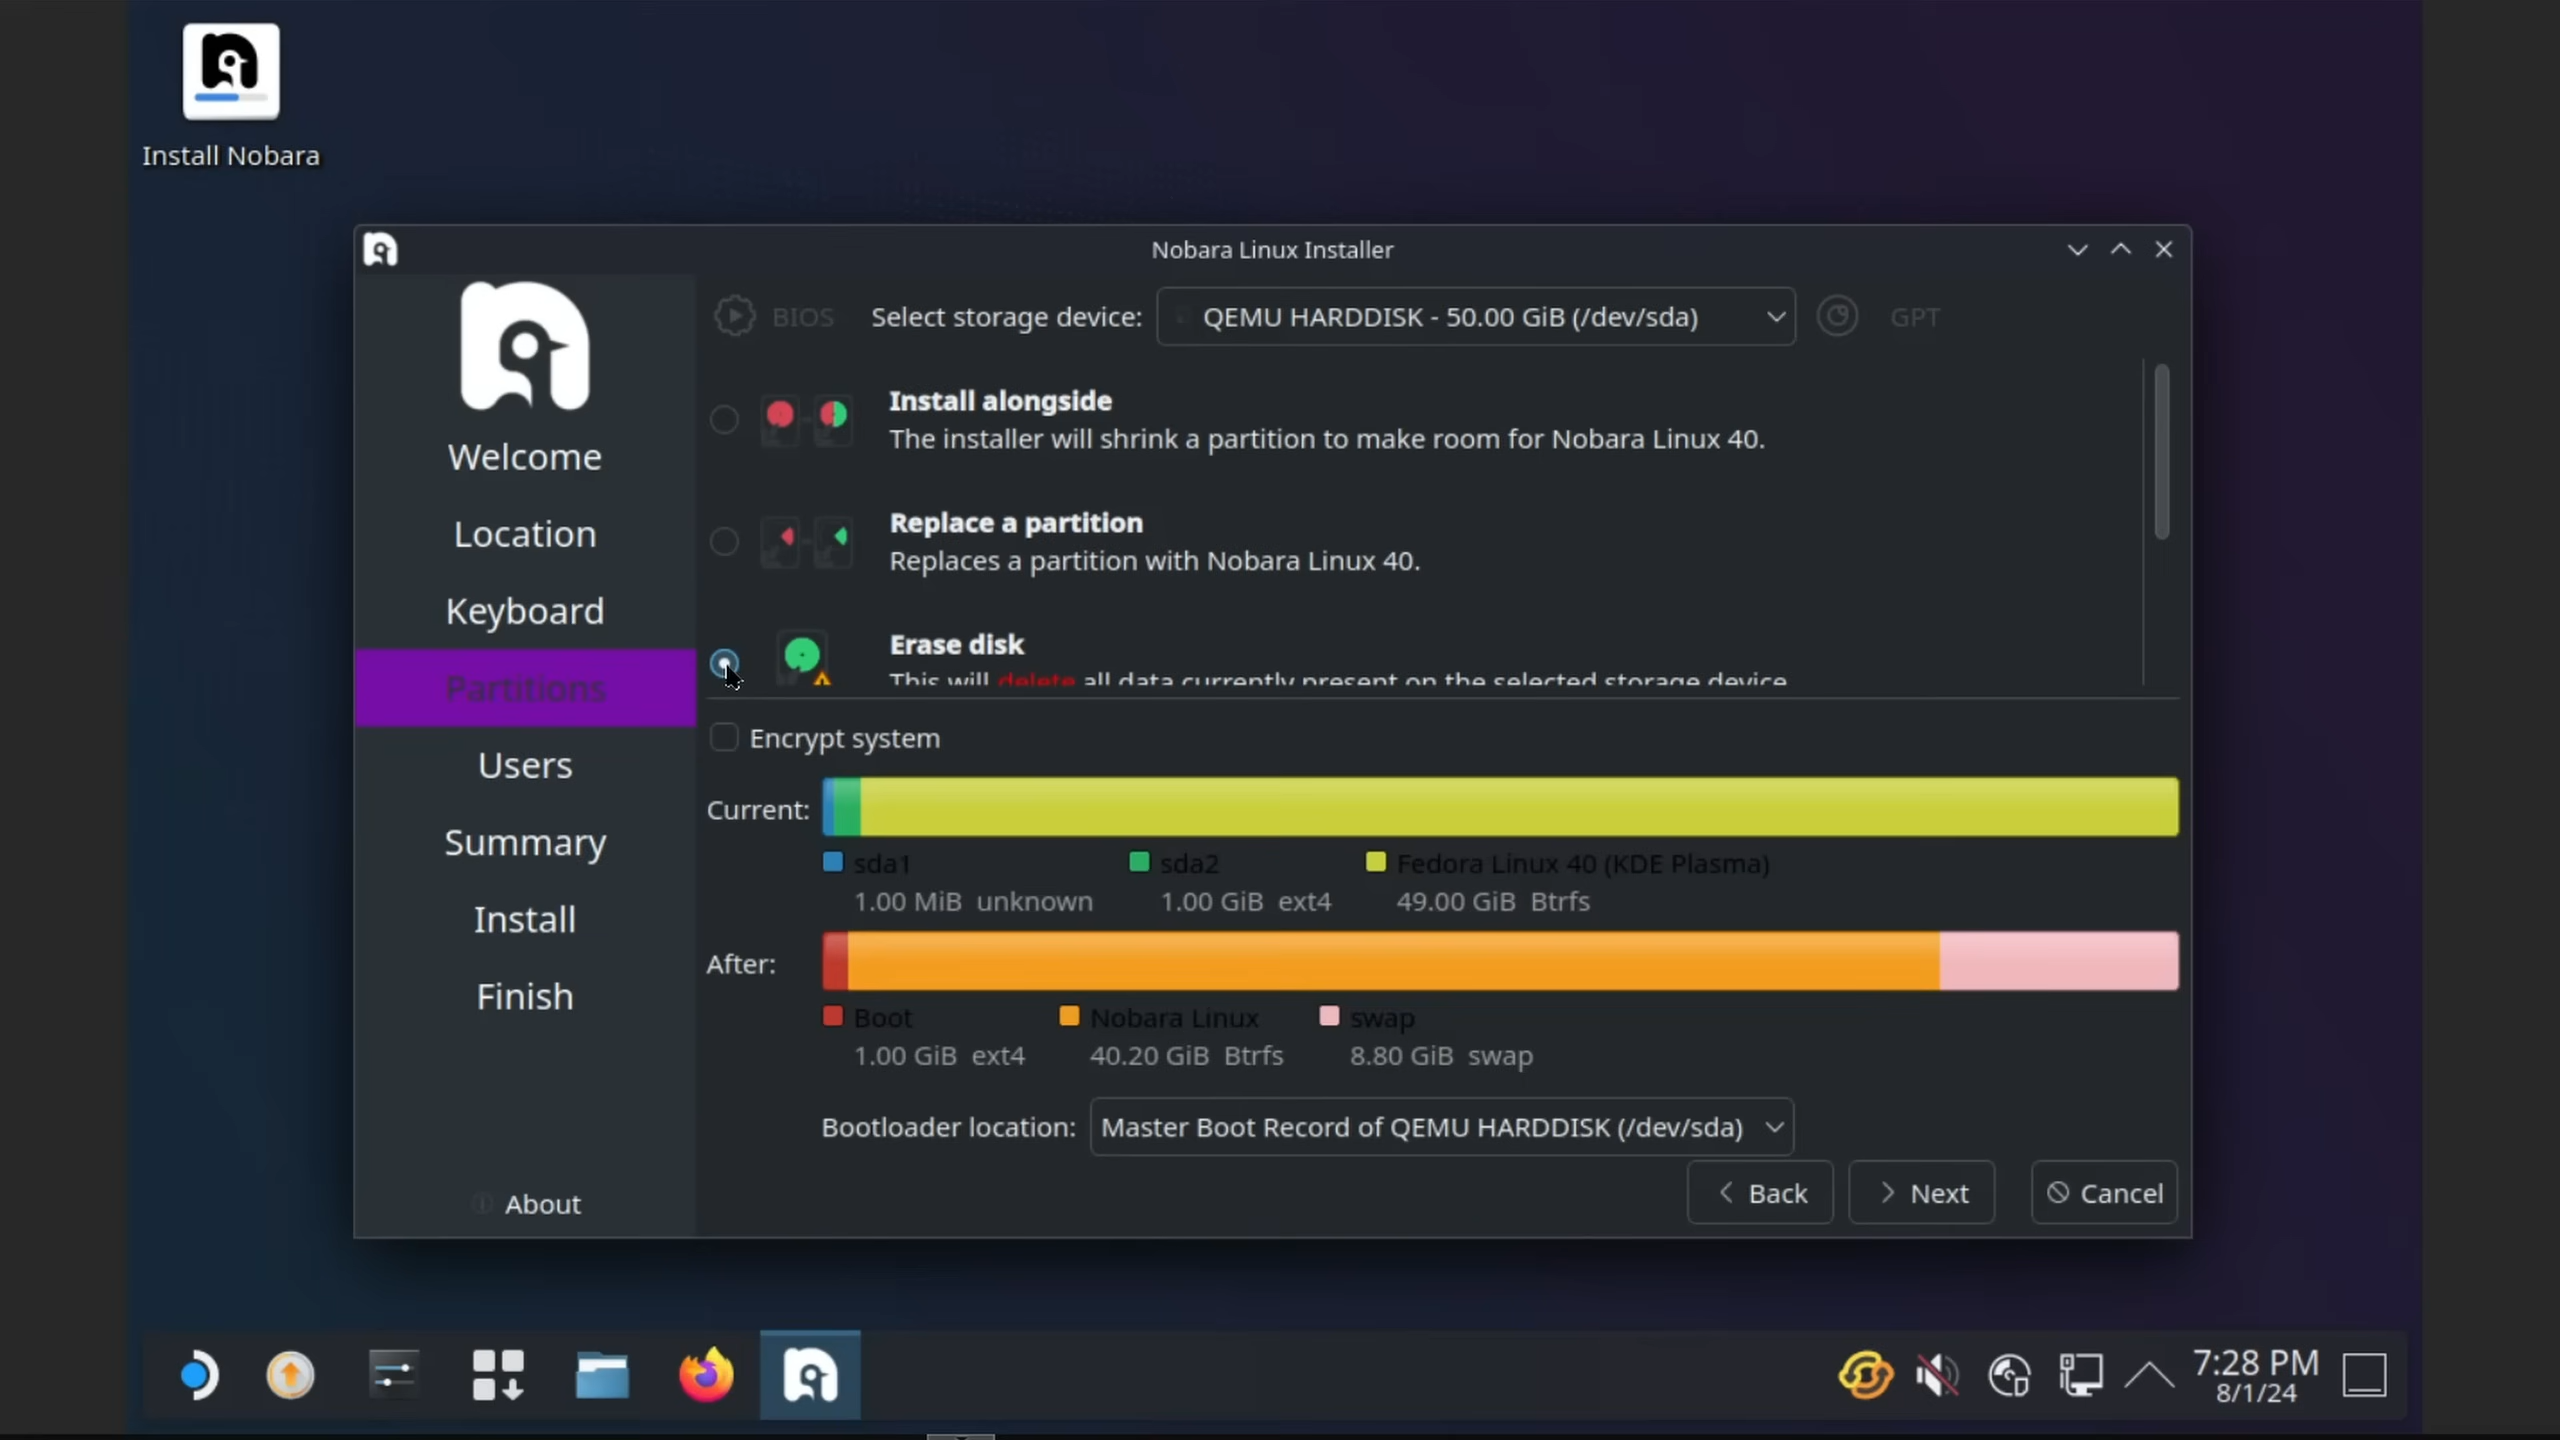 Install Nobara
Nobara Linux Installer
BIOS
Select storage device:
QEMU HARDDISK - 50.00 GiB (/dev/sda)
GPT
Welcome
Location
Keyboard
Partitions
Users
Summary
Install
Finish
About
Install alongside
The installer will shrink a partition to make room for Nobara Linux 40.
Replace a partition
Replaces a partition with Nobara Linux 40.
Erase disk
This will delete all data currently present on the selected storage device.
Encrypt system
Current:
sda1
1.00 MiB unknown
sda2
1.00 GiB ext4
Fedora Linux 40 (KDE Plasma)
49.00 GiB Btrfs
After:
Boot
1.00 GiB ext4
Nobara Linux
40.20 GiB Btrfs
swap
8.80 GiB swap
Bootloader location:
Master Boot Record of QEMU HARDDISK (/dev/sda)
Back
Next
Cancel
7:28 PM
8/1/24